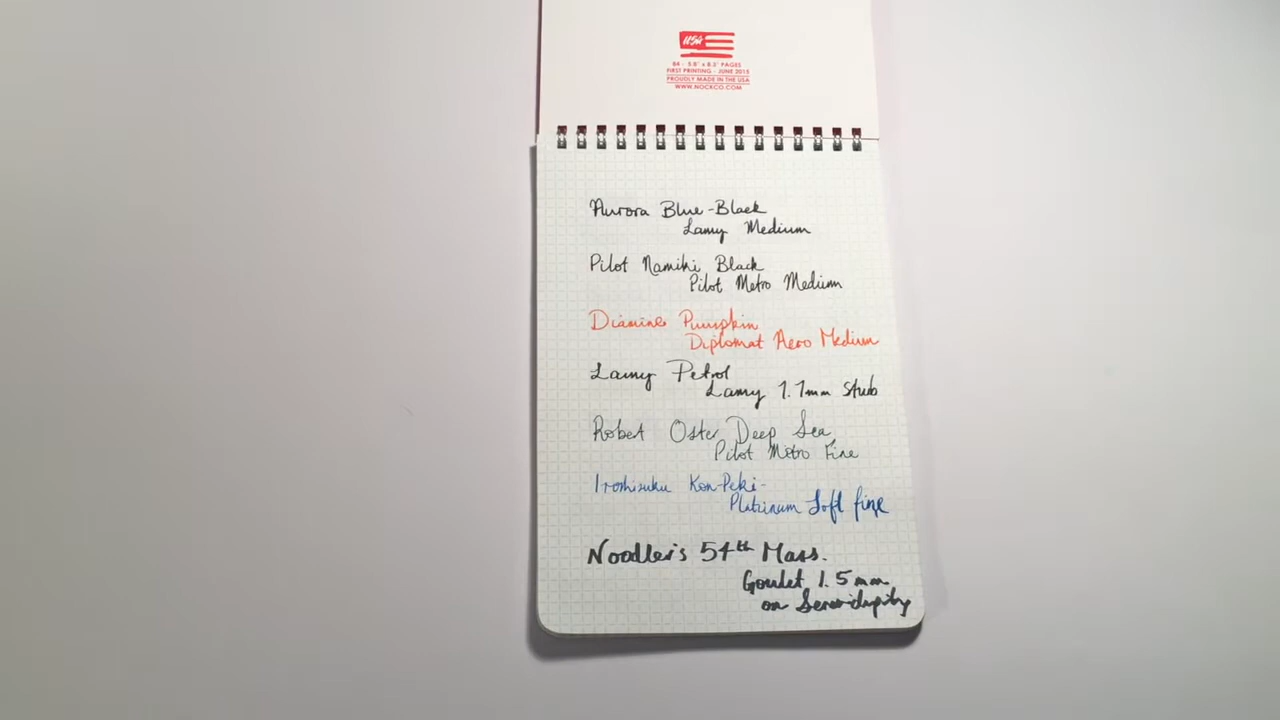 USA
84 - 5.8" x 8.3" PAGES
FIRST PRINTING - JUNE 2015
PROUDLY MADE IN THE USA
WWW.NOCKCO.COM
Aurora Blue-Black
Lamy Medium
Pilot Namiki Black
Pilot Metro Medium
Diamine Pumpkin
Diplomat Aero Medium
Lamy Petrol
Lamy 1.1mm Stub
Robert Oster Deep Sea
Pilot Metro Fine
Iroshizuku Kon-Peki-
Platinum Soft fine
Noodler's 54th Mass.
Goulet 1.5mm
on Serendipity